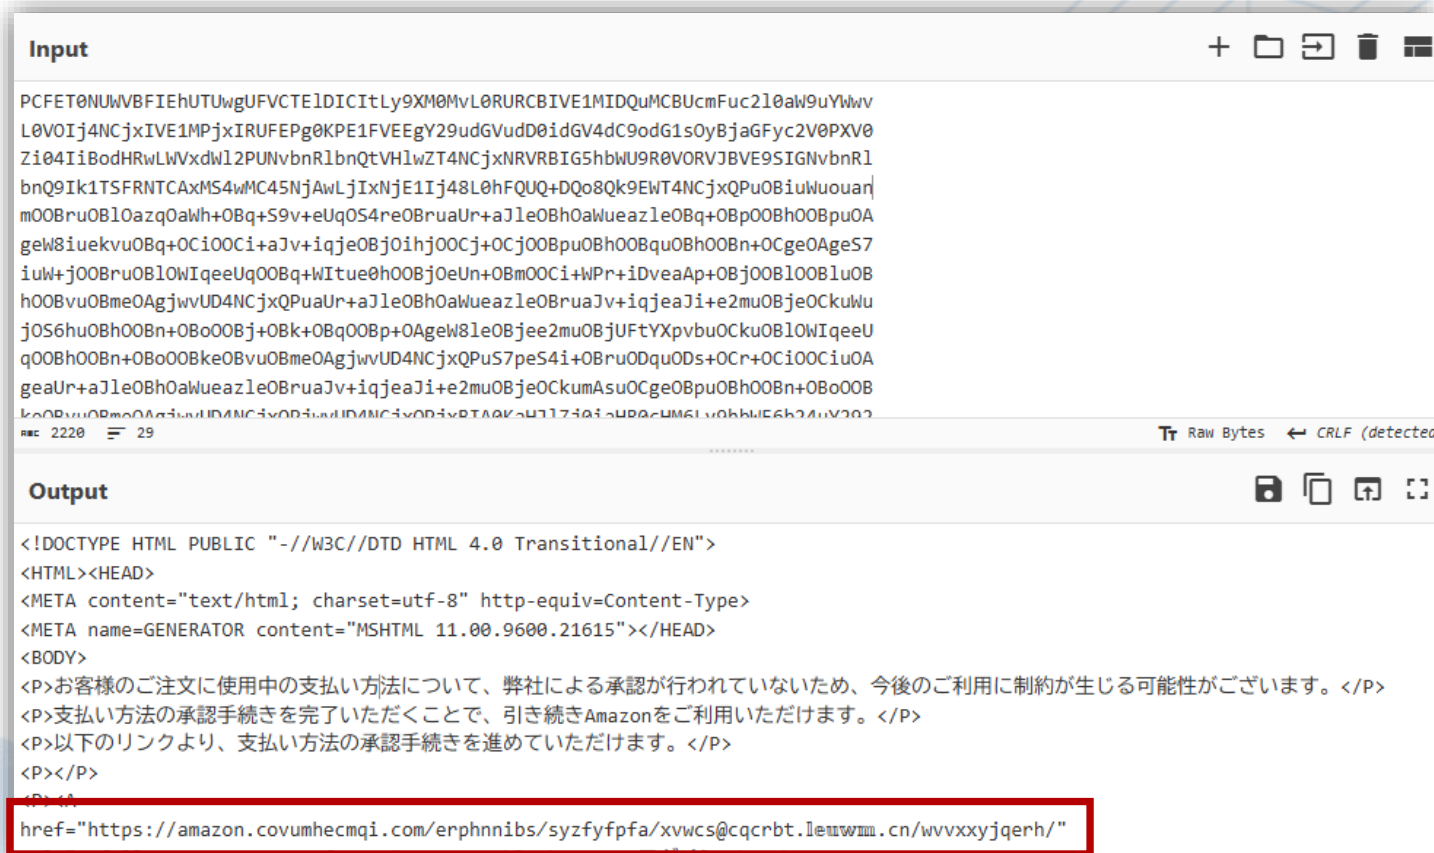 Input
PCFET0NUWVBFIEhUTUwgUFVCTElDICItLy9XM0MvL0RURCBIVE1MIDQuMCBUcmFuc2l0aW9uYWwv
L0VOIj4NCjxIVE1MPjxIRUFEPg0KPE1FVEEgY29udGVudD0idGV4dC9odG1sOyBjaGFyc2V0PXV0
Zi04IiBodHRwLWVxdWl2PUNvbnRlbnQtVHlwZT4NCjxNRVRBIG5hbWU9R0VORVJBVE9SIGNvbnRl
bnQ9Ik1TSFRNTCAxMS4wMC45NjAwLjIxNjE1Ij48L0hFQUQ+DQo8Qk9EWT4NCjxQPuOBiuWuouan
mOOBruOBlOazqOaWh+OBq+S9v+eUqOS4reOBruaUr+aJleOBhOaWueazleOBq+OBpOOBhOOBpuOA
geW8iuekvuOBq+OCiOOCi+aJv+iqjeOBjOihjOOCj+OCjOOBpuOBhOOBquOBhOOBn+OCgeOAgeS7
iuW+jOOBruOBlOWIqeeUqOOBq+WItue0hOOBjOeUn+OBmOOCi+WPr+iDveaAp+OBjOOBlOOBluOB
hOOBvuOBmeOAgjwvUD4NCjxQPuaUr+aJleOBhOaWueazleOBruaJv+iqjeaJi+e2muOBjeOCkuWu
jOS6huOBhOOBn+OBoOOBj+OBk+OBqOOBp+OAgeW8leOBjee2muOBjUFtYXpvbuOCkuOBlOWIqeeU
qOOBhOOBn+OBoOOBkeOBvuOBmeOAgjwvUD4NCjxQPuS7peS4i+OBruODquODs+OCr+OCiOOCiuOA
geaUr+aJleOBhOaWueazleOBruaJv+iqjeaJi+e2muOBjeOCkumAsuOCgeOBpuOBhOOBn+OBoOOB
2220 29 Raw Bytes CRLF (detected
Output
<!DOCTYPE HTML PUBLIC "-//W3C//DTD HTML 4.0 Transitional//EN">
<HTML><HEAD>
<META content="text/html; charset=utf-8" http-equiv=Content-Type>
<META name=GENERATOR content="MSHTML 11.00.9600.21615"></HEAD>
<BODY>
<P>お客様のご注文に使用中の支払い方法について、弊社による承認が行われていないため、今後のご利用に制約が生じる可能性がございます。</P>
<P>支払い方法の承認手続きを完了いただくことで、引き続きAmazonをご利用いただけます。</P>
<P>以下のリンクより、支払い方法の承認手続きを進めていただけます。</P>
<P></P>
<P><A
href="https://amazon.covumhecmqi.com/erphnnibs/syzfyfpfa/xvwcs@cqcrbt.leuwwm.cn/wvvxxyjqerh/"